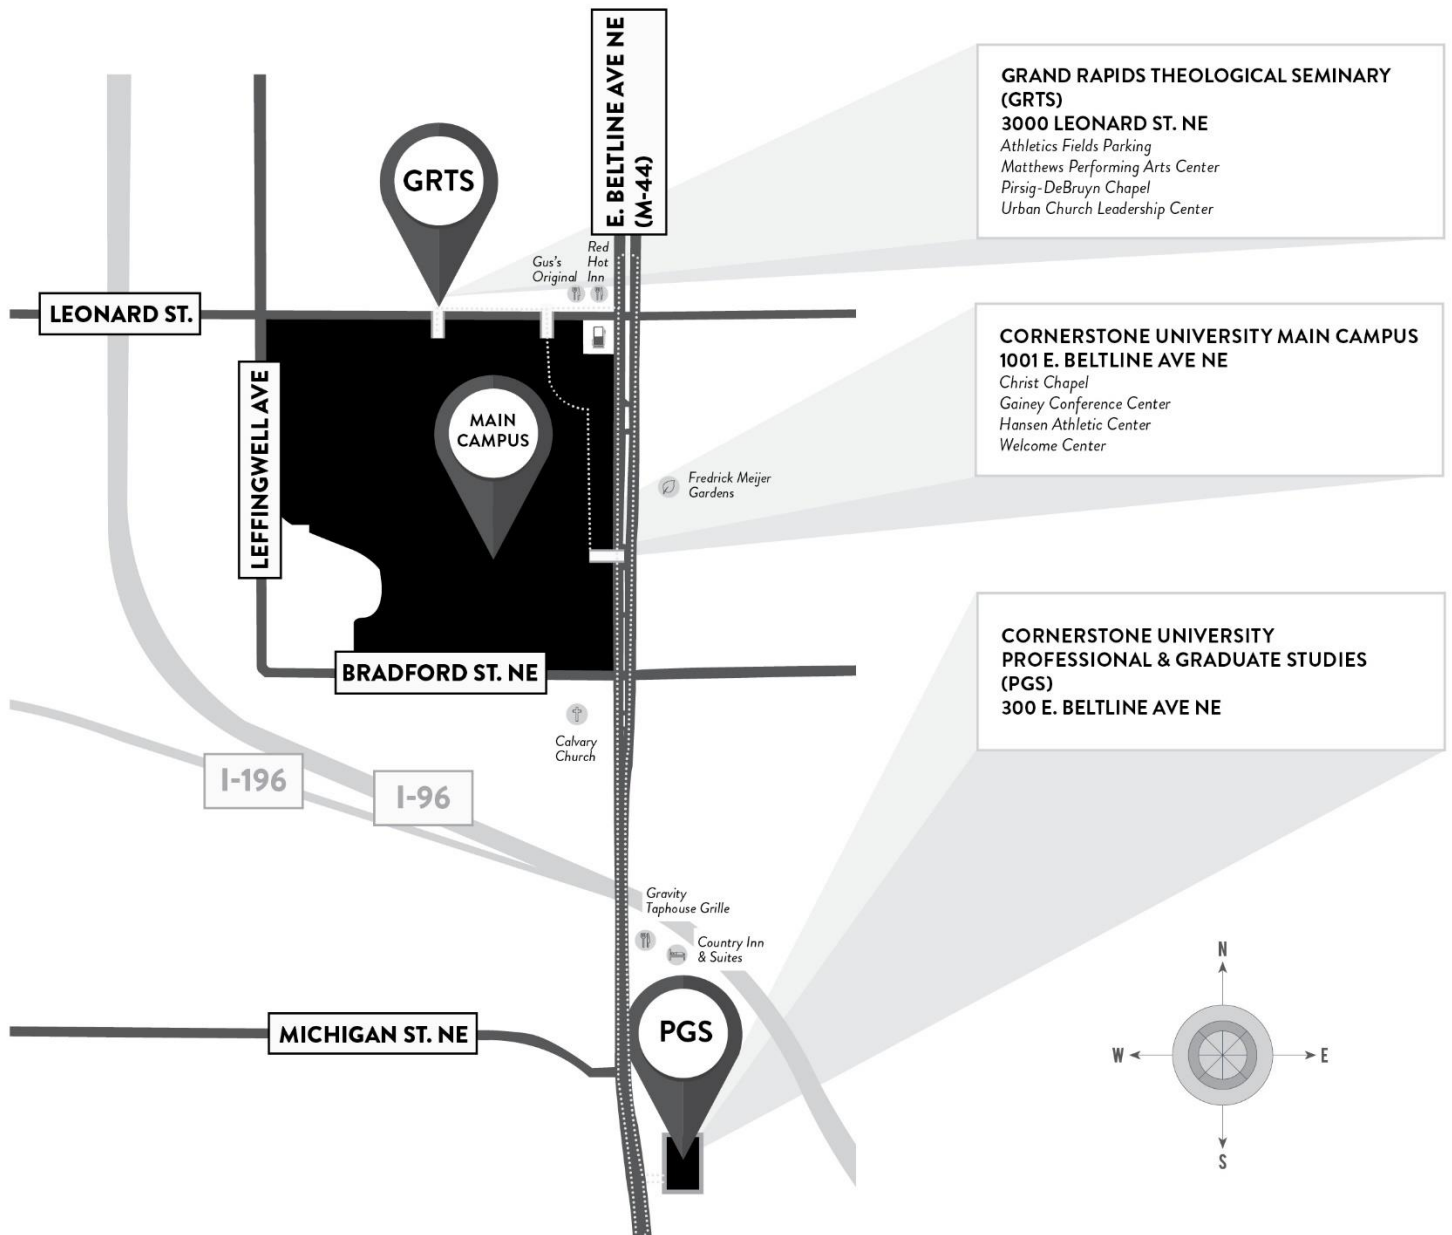 E. BELTLINE AVE NE
(M-44)
GRTS
Gus's
Original
Red
Hot
Inn
LEONARD ST.
LEFFINGWELL AVE
MAIN
CAMPUS
Fredrick Meijer
Gardens
BRADFORD ST. NE
Calvary
Church
I-196
I-96
Gravity
Taphouse Grille
Country Inn
& Suites
MICHIGAN ST. NE
PGS
GRAND RAPIDS THEOLOGICAL SEMINARY
(GRTS)
3000 LEONARD ST. NE
Athletics Fields Parking
Matthews Performing Arts Center
Pirsig-DeBruyn Chapel
Urban Church Leadership Center
CORNERSTONE UNIVERSITY MAIN CAMPUS
1001 E. BELTLINE AVE NE
Christ Chapel
Gainey Conference Center
Hansen Athletic Center
Welcome Center
CORNERSTONE UNIVERSITY
PROFESSIONAL & GRADUATE STUDIES
(PGS)
300 E. BELTLINE AVE NE
N
W
E
S